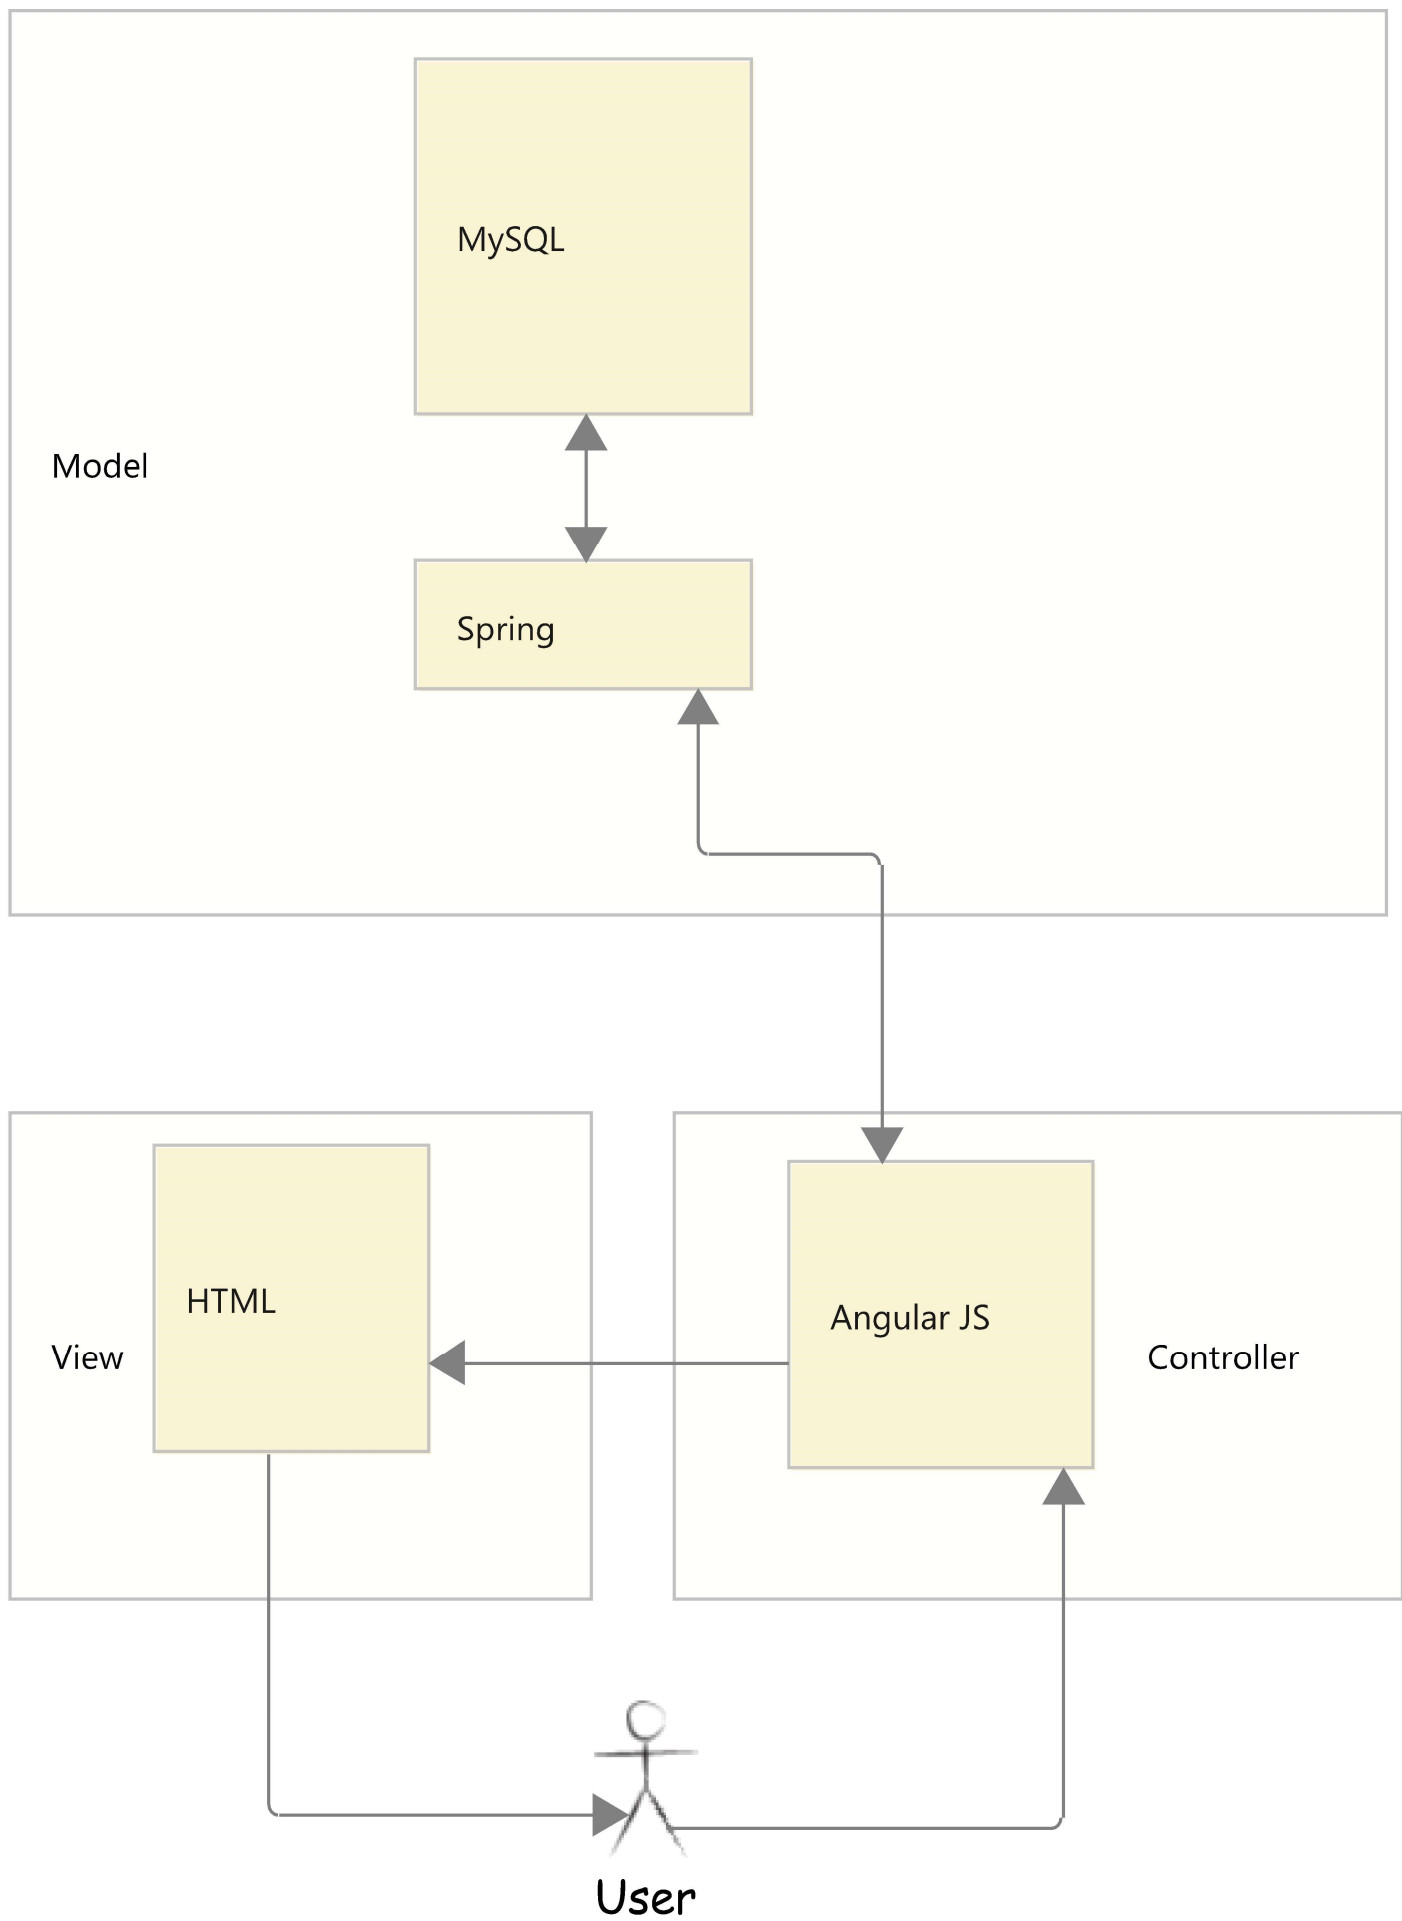 MySQL
Model
Spring
HTML
Angular JS
View
Controller
User